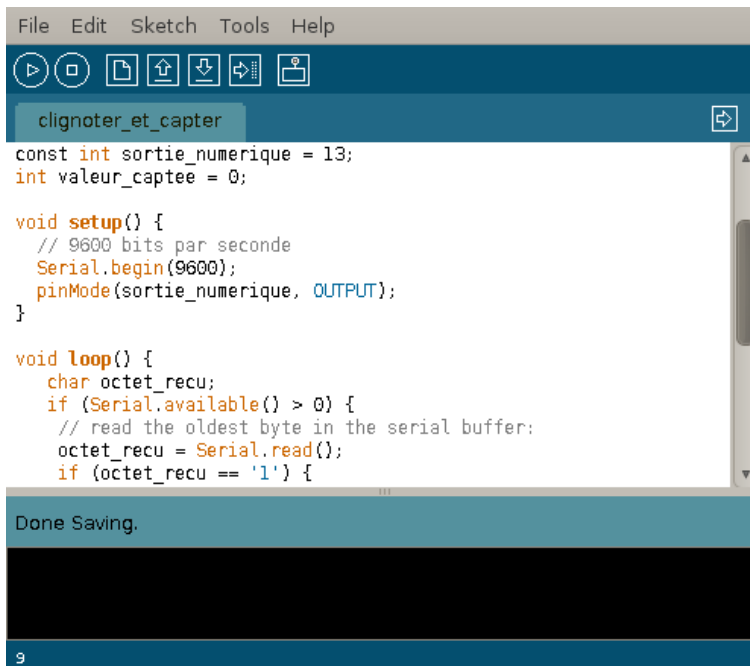 File Edit Sketch Tools Help
clignoter_et_capter
const int sortie_numerique = 13;
int valeur_captee = 0;
void setup() {
// 9600 bits par seconde
Serial.begin(9600);
pinMode(sortie_numerique, OUTPUT);
}
void loop() {
char octet_recu;
if (Serial.available() > 0) {
// read the oldest byte in the serial buffer:
octet_recu = Serial.read();
if (octet_recu == '1') {
Done Saving.
9